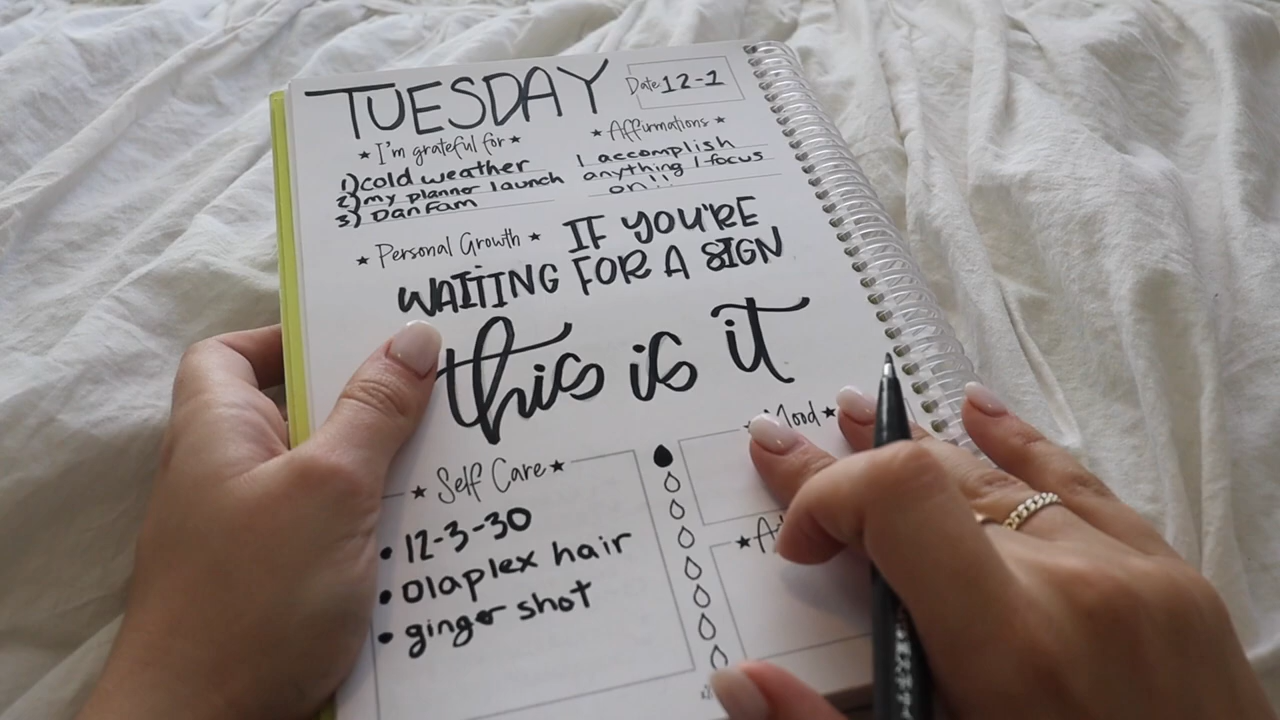 TUESDAY
Date 12-1
★ I'm grateful for ★
1) cold weather
2) my planner launch
3) DanFam
★ Affirmations ★
I accomplish
anything I focus
on!!
★ Personal Growth ★
IF YOU'RE
WAITING FOR A SIGN
this is it
★ Self Care ★
• 12-3-30
• Olaplex hair
• ginger shot
★ Mood ★